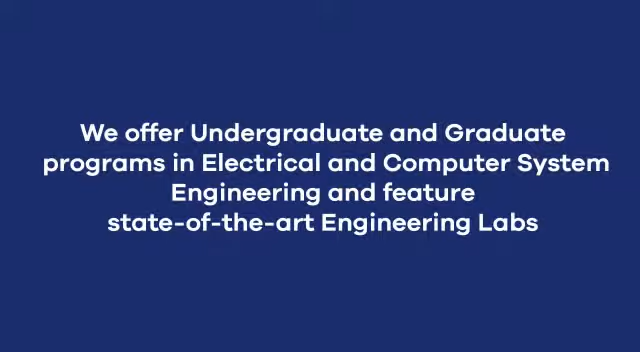 We offer Undergraduate and Graduate
programs in Electrical and Computer System
Engineering and feature
state-of-the-art Engineering Labs